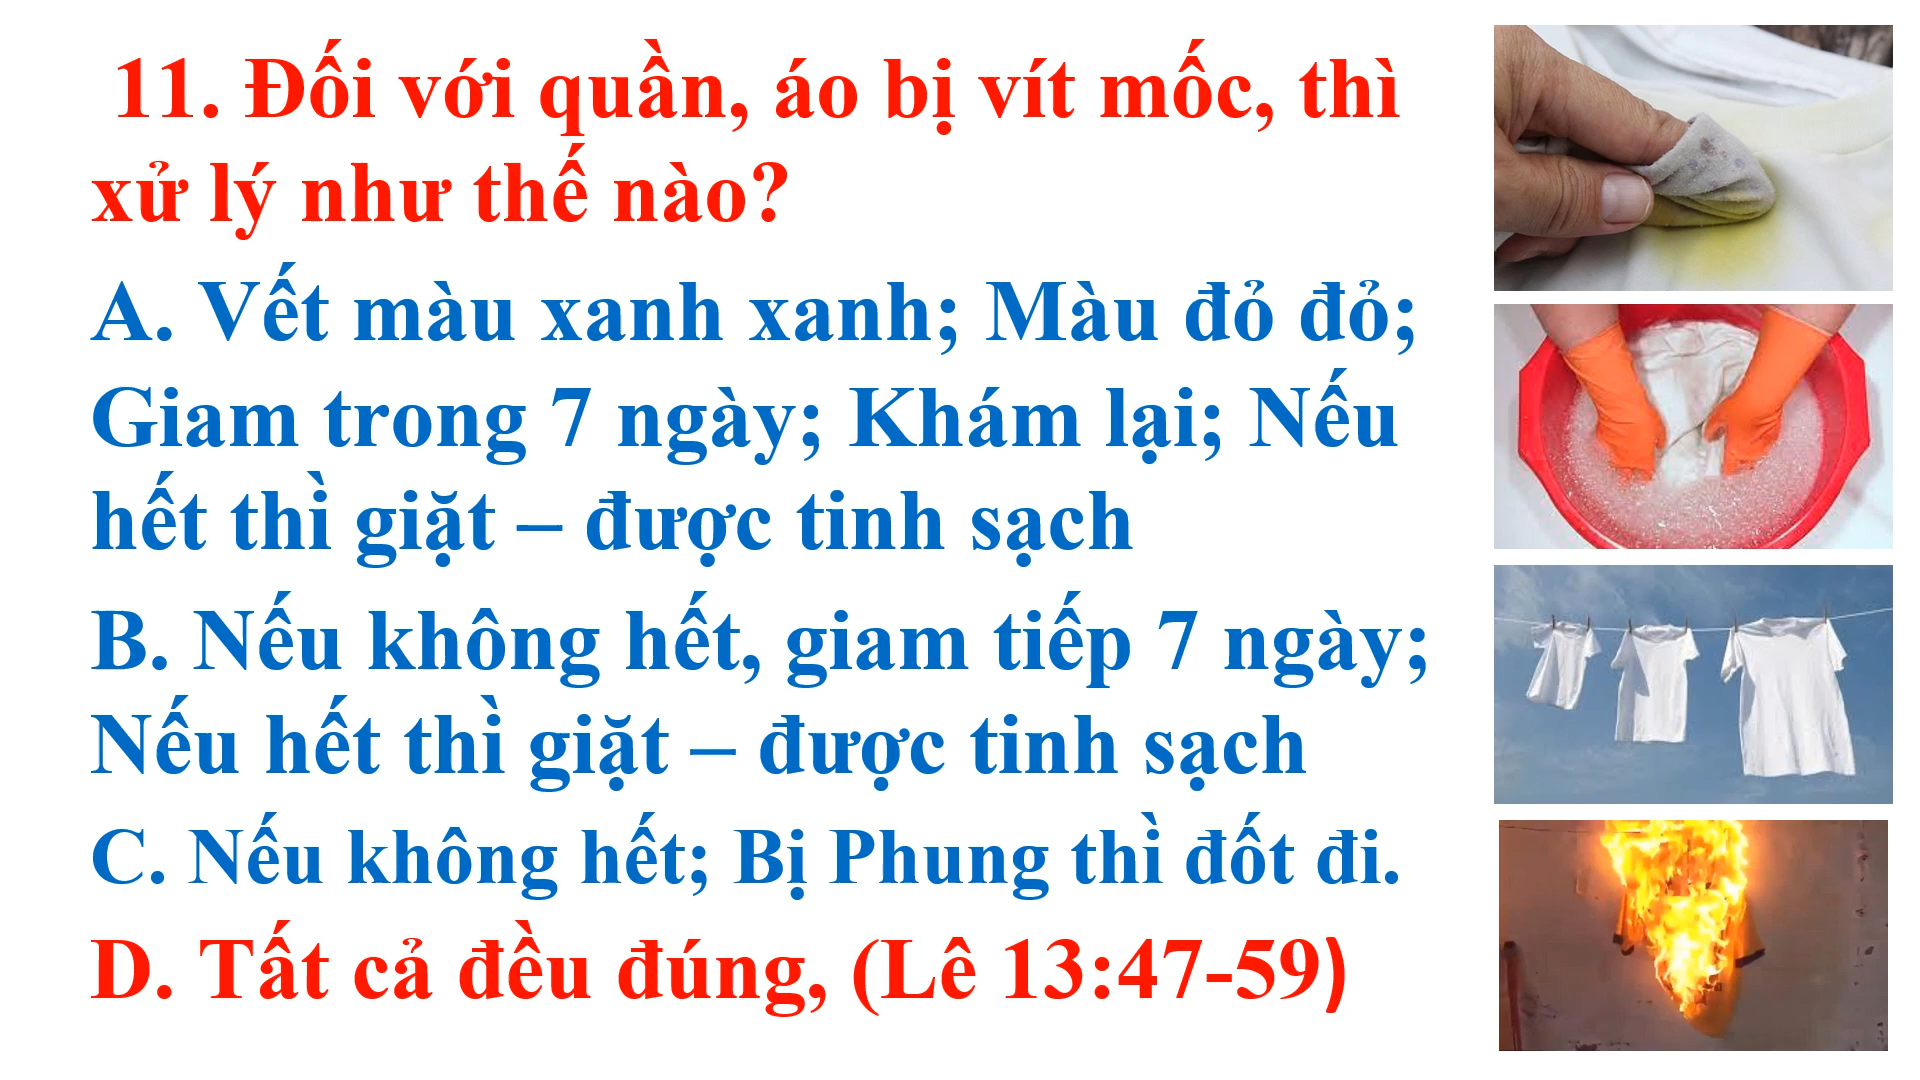 11. Đối với quần, áo bị vít mốc, thì
xử lý như thế nào?
A. Vết màu xanh xanh; Màu đỏ đỏ;
Giam trong 7 ngày; Khám lại; Nếu
hết thì giặt – được tinh sạch
B. Nếu không hết, giam tiếp 7 ngày;
Nếu hết thì giặt – được tinh sạch
C. Nếu không hết; Bị Phung thì đốt đi.
D. Tất cả đều đúng, (Lê 13:47-59)